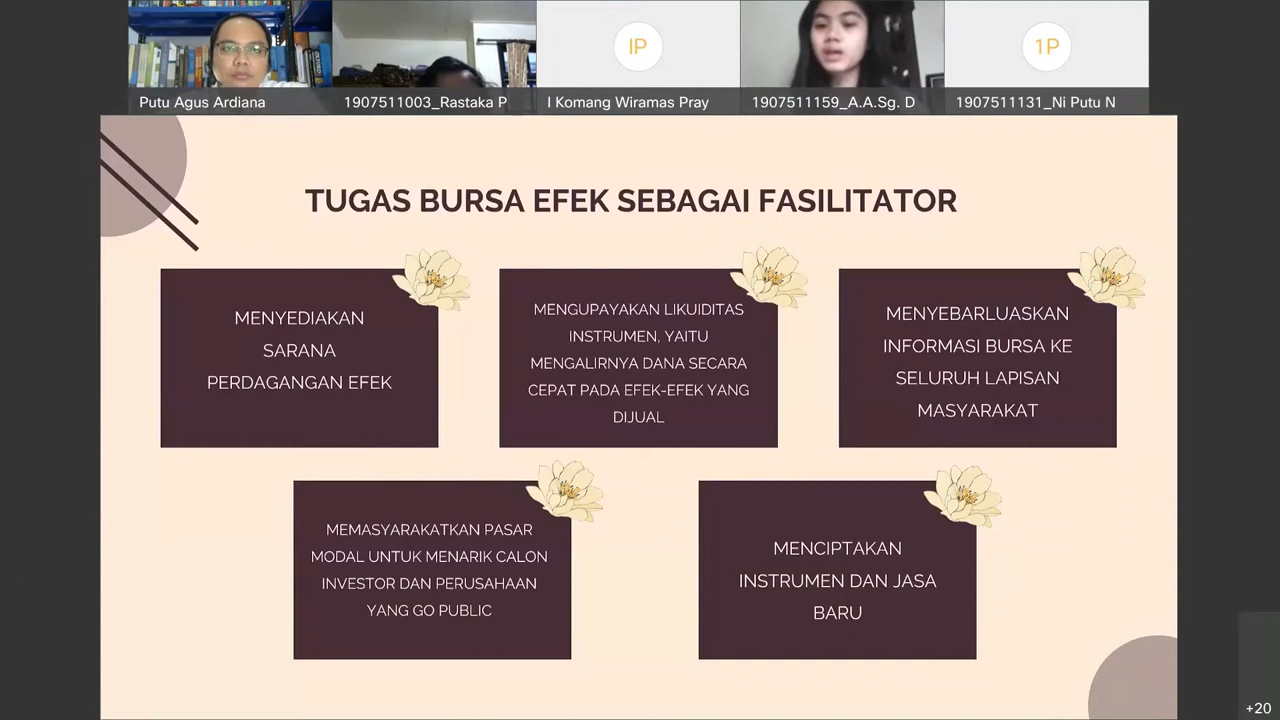 IP
1P
Putu Agus Ardiana
1907511003_Rastaka P
I Komang Wiramas Pray
1907511159_A.A.Sg. D
1907511131_Ni Putu N
TUGAS BURSA EFEK SEBAGAI FASILITATOR
MENYEDIAKAN
SARANA
PERDAGANGAN EFEK
MENGUPAYAKAN LIKUIDITAS
INSTRUMEN, YAITU
MENGALIRNYA DANA SECARA
CEPAT PADA EFEK-EFEK YANG
DIJUAL
MENYEBARLUASKAN
INFORMASI BURSA KE
SELURUH LAPISAN
MASYARAKAT
MEMASYARAKATKAN PASAR
MODAL UNTUK MENARIK CALON
INVESTOR DAN PERUSAHAAN
YANG GO PUBLIC
MENCIPTAKAN
INSTRUMEN DAN JASA
BARU
+20